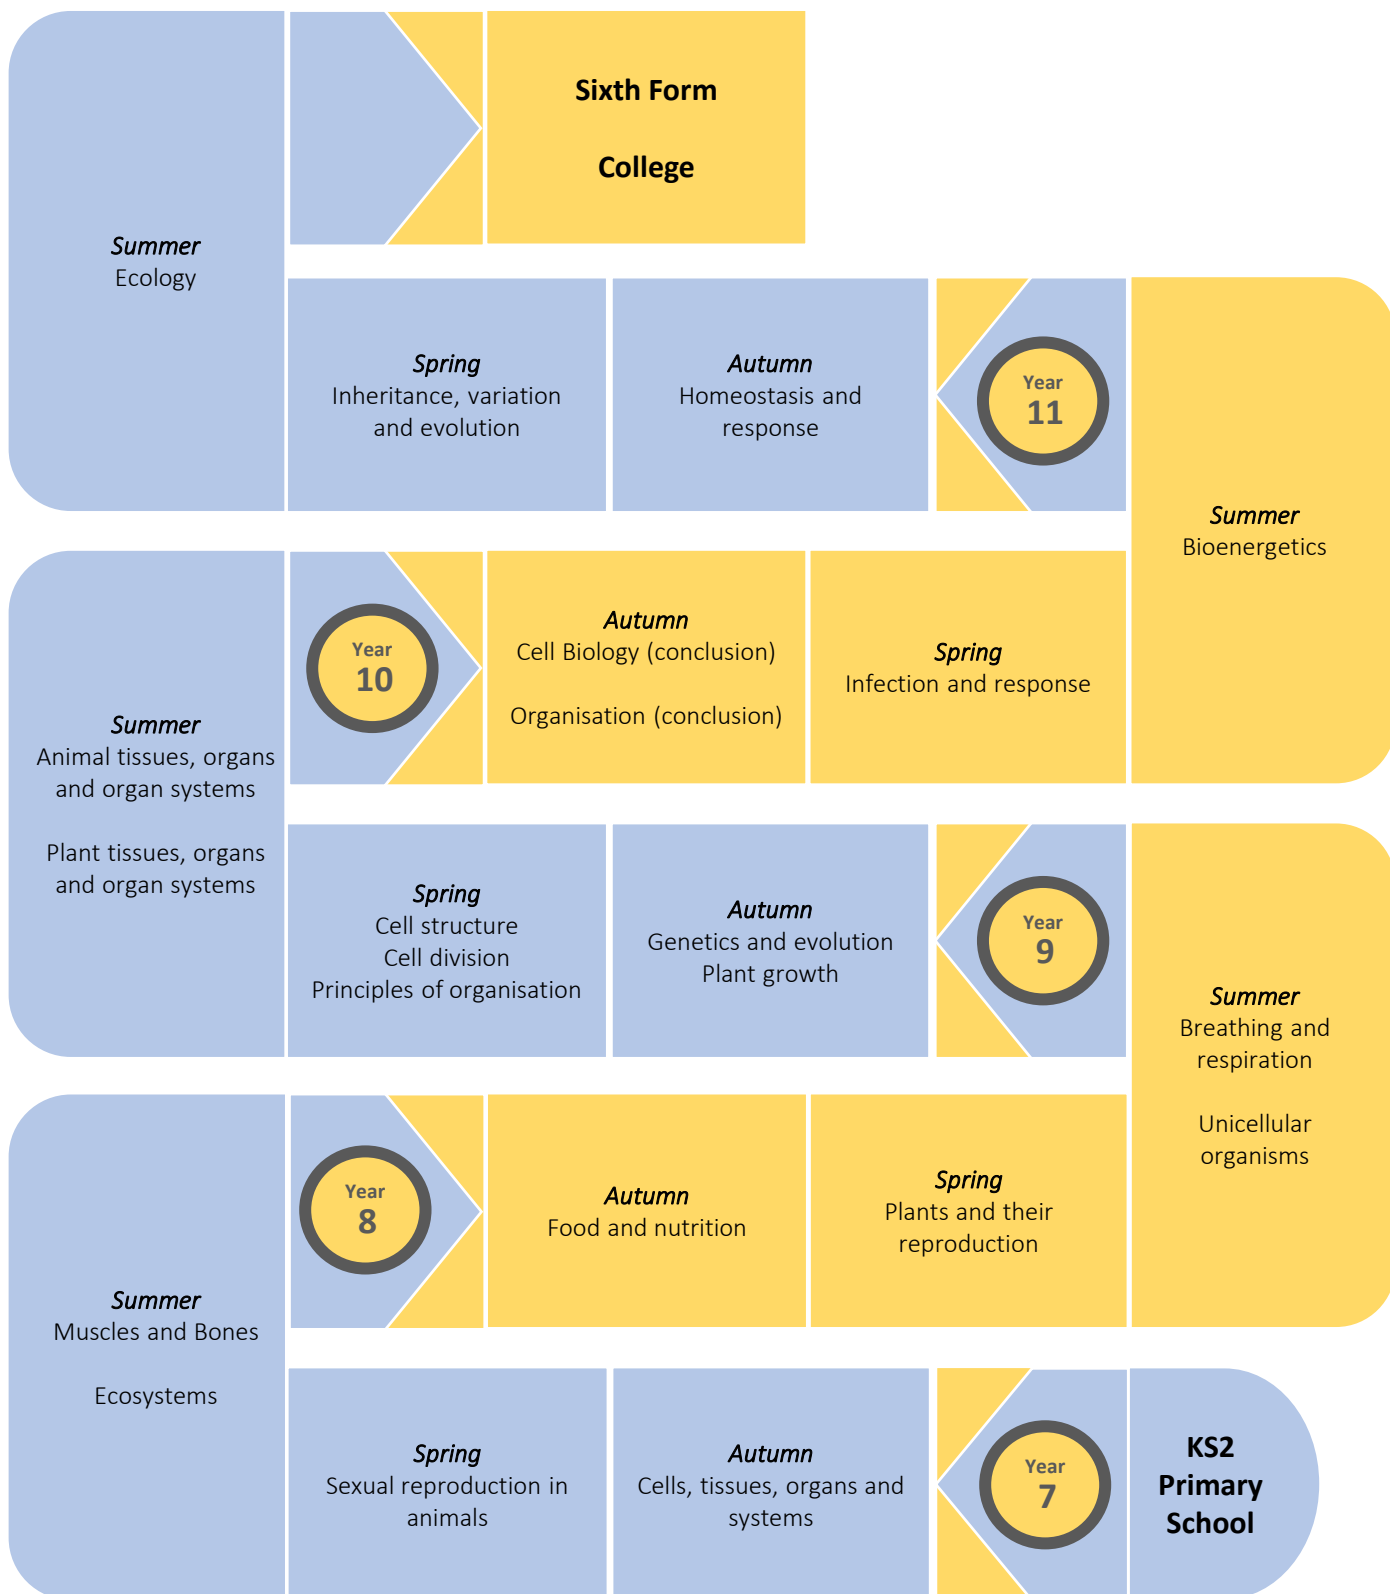 Sixth Form
College
Summer
Ecology
Spring
Inheritance, variation
and evolution
Autumn
Homeostasis and
response
Year
11
Summer
Bioenergetics
Year
10
Autumn
Cell Biology (conclusion)
Organisation (conclusion)
Spring
Infection and response
Summer
Animal tissues, organs
and organ systems
Plant tissues, organs
and organ systems
Spring
Cell structure
Cell division
Principles of organisation
Autumn
Genetics and evolution
Plant growth
Year
9
Summer
Breathing and
respiration
Unicellular
organisms
Year
8
Autumn
Food and nutrition
Spring
Plants and their
reproduction
Summer
Muscles and Bones
Ecosystems
Spring
Sexual reproduction in
animals
Autumn
Cells, tissues, organs and
systems
Year
7
KS2
Primary
School